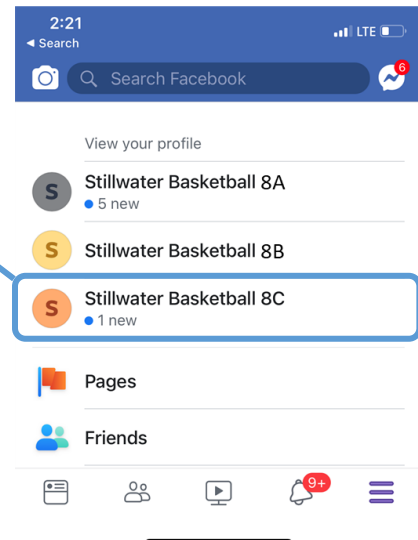 2:21
LTE
◀ Search
Search Facebook
6
View your profile
S
Stillwater Basketball 8A
5 new
S
Stillwater Basketball 8B
S
Stillwater Basketball 8C
1 new
Pages
Friends
9+